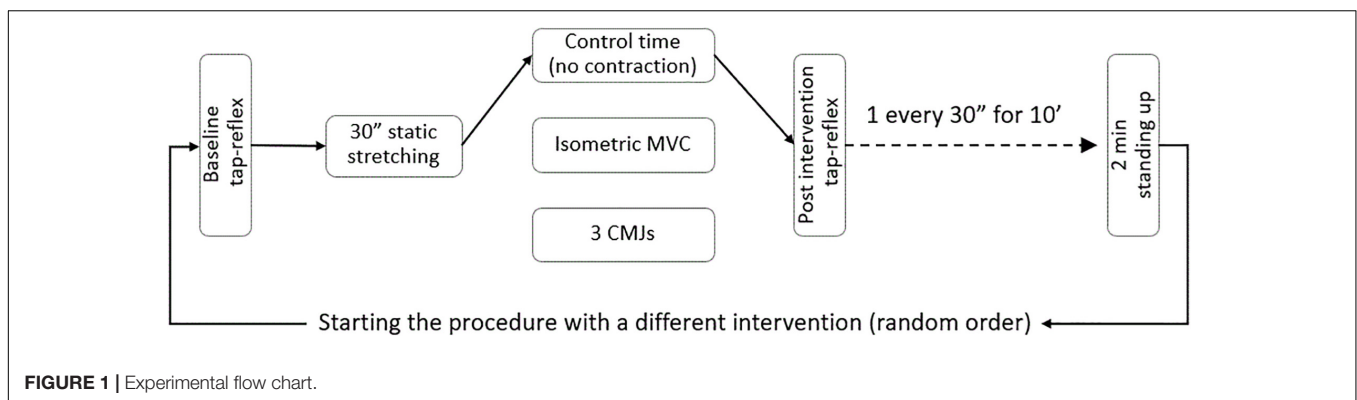 Baseline
tap-reflex
30” static
stretching
Control time
(no contraction)
Isometric MVC
3 CMJs
Post intervention
tap-reflex
1 every 30” for 10’
2 min
standing up
Starting the procedure with a different intervention (random order)
FIGURE 1 | Experimental flow chart.